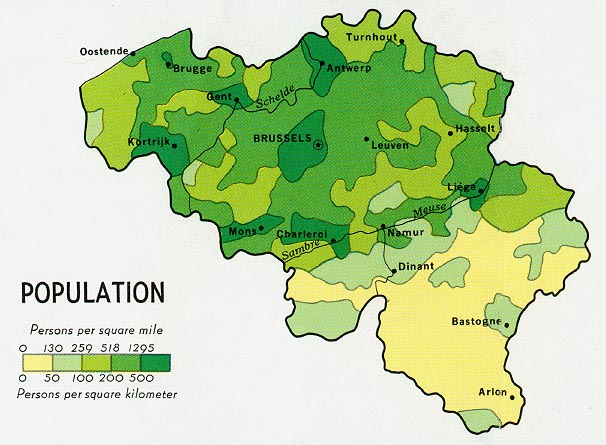 Turnhout
Oostende
Brugge
Antwerp
Gent
Schelde
Hasselt
Kortrijk
BRUSSELS
Leuven
Liège
Meuse
Mons
Charleroi
Namur
Sambre
Dinant
Bastogne
Arlon
POPULATION
Persons per square mile
0 130 259 518 1295
0 50 100 200 500
Persons per square kilometer